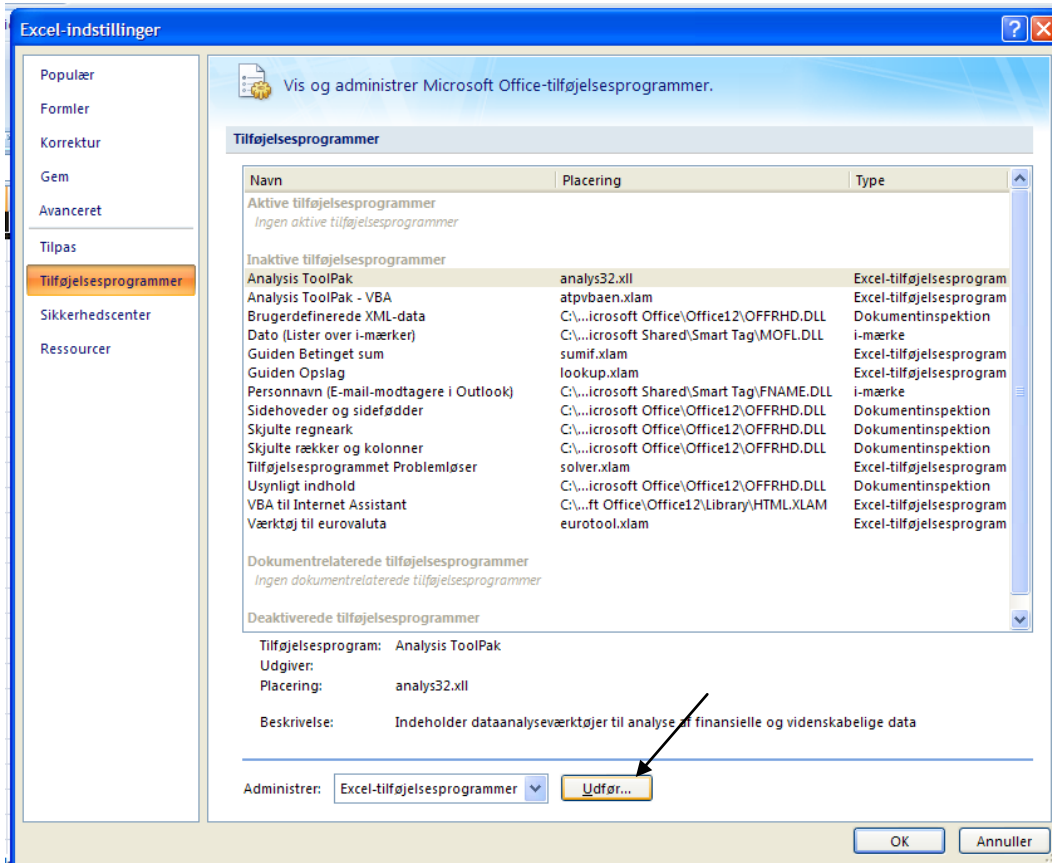 Excel-indstillinger
Populær
Formler
Korrektur
Gem
Avanceret
Tilpas
Tilføjelsesprogrammer
Sikkerhedscenter
Ressourcer
Vis og administrer Microsoft Office-tilføjelsesprogrammer.
Tilføjelsesprogrammer
Navn Placering Type
Aktive tilføjelsesprogrammer
Ingen aktive tilføjelsesprogrammer
Inaktive tilføjelsesprogrammer
Analysis ToolPak analys32.xll Excel-tilføjelsesprogram
Analysis ToolPak - VBA atpvbaen.xlam Excel-tilføjelsesprogram
Brugerdefinerede XML-data C:\...icrosoft Office\Office12\OFFRHD.DLL Dokumentinspektion
Dato (Lister over i-mærker) C:\...icrosoft Shared\Smart Tag\MOFL.DLL i-mærke
Guiden Betinget sum sumif.xlam Excel-tilføjelsesprogram
Guiden Opslag lookup.xlam Excel-tilføjelsesprogram
Personnavn (E-mail-modtagere i Outlook) C:\...icrosoft Shared\Smart Tag\FNAME.DLL i-mærke
Sidehoveder og sidefødder C:\...icrosoft Office\Office12\OFFRHD.DLL Dokumentinspektion
Skjulte regneark C:\...icrosoft Office\Office12\OFFRHD.DLL Dokumentinspektion
Skjulte rækker og kolonner C:\...icrosoft Office\Office12\OFFRHD.DLL Dokumentinspektion
Tilføjelsesprogrammet Problemløser solver.xlam Excel-tilføjelsesprogram
Usynligt indhold C:\...icrosoft Office\Office12\OFFRHD.DLL Dokumentinspektion
VBA til Internet Assistant C:\...ft Office\Office12\Library\HTML.XLAM Excel-tilføjelsesprogram
Værktøj til eurovaluta eurotool.xlam Excel-tilføjelsesprogram
Dokumentrelaterede tilføjelsesprogrammer
Ingen dokumentrelaterede tilføjelsesprogrammer
Deaktiverede tilføjelsesprogrammer
Tilføjelsesprogram: Analysis ToolPak
Udgiver:
Placering: analys32.xll
Beskrivelse: Indeholder dataanalyseværktøjer til analyse af finansielle og videnskabelige data
Administrer: Excel-tilføjelsesprogrammer Udfør...
OK Annuller